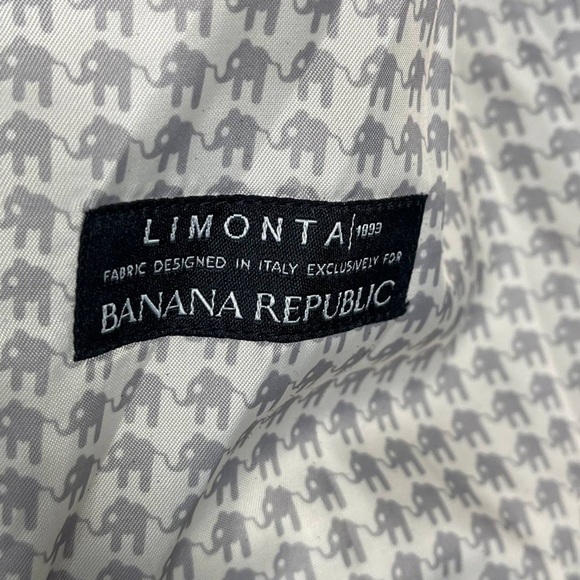 LIMONTA/1893
FABRIC DESIGNED IN ITALY EXCLUSIVELY FOR
BANANA REPUBLIC